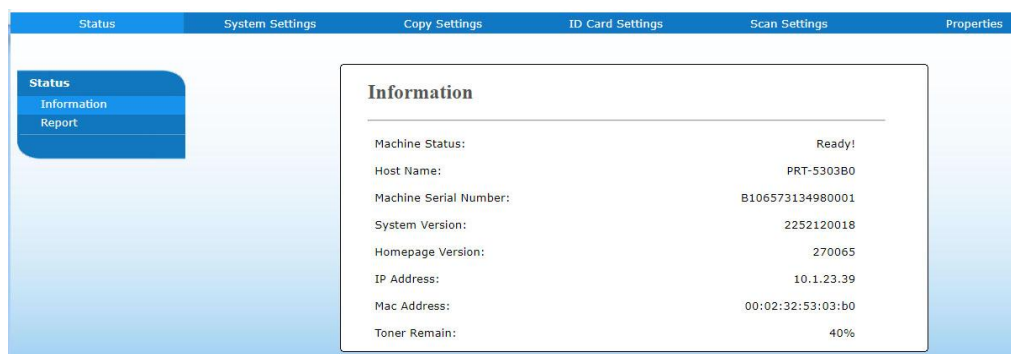 Status System Settings Copy Settings ID Card Settings Scan Settings Properties
Status
Information
Report
Information
Machine Status: Ready!
Host Name: PRT-5303B0
Machine Serial Number: B106573134980001
System Version: 2252120018
Homepage Version: 270065
IP Address: 10.1.23.39
Mac Address: 00:02:32:53:03:b0
Toner Remain: 40%